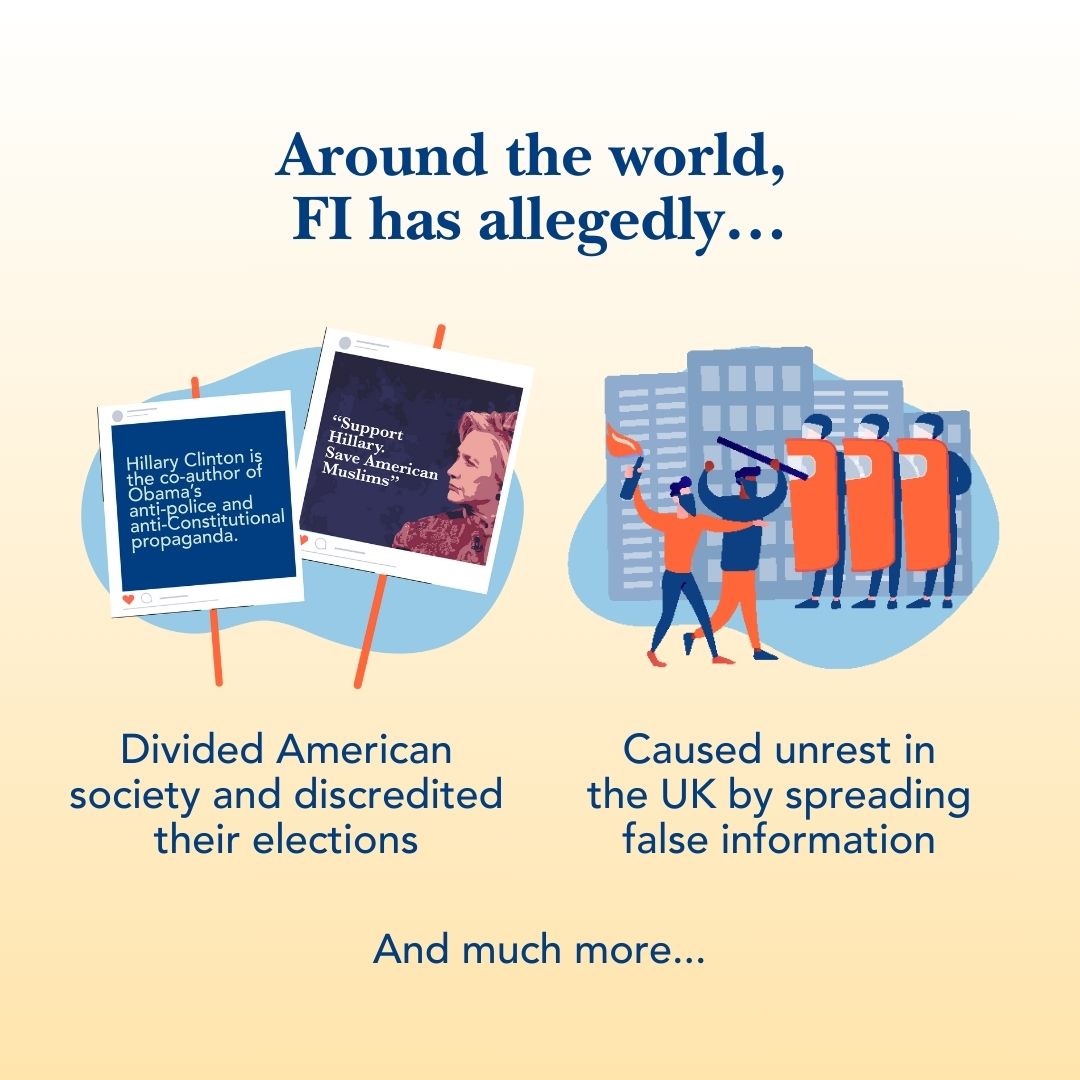 Around the world,
FI has allegedly...
Hillary Clinton is
the co-author of
Obama's
anti-police and
anti-Constitutional
propaganda.
“Support
Hillary.
Save American
Muslims”
Divided American
society and discredited
their elections
Caused unrest in
the UK by spreading
false information
And much more...